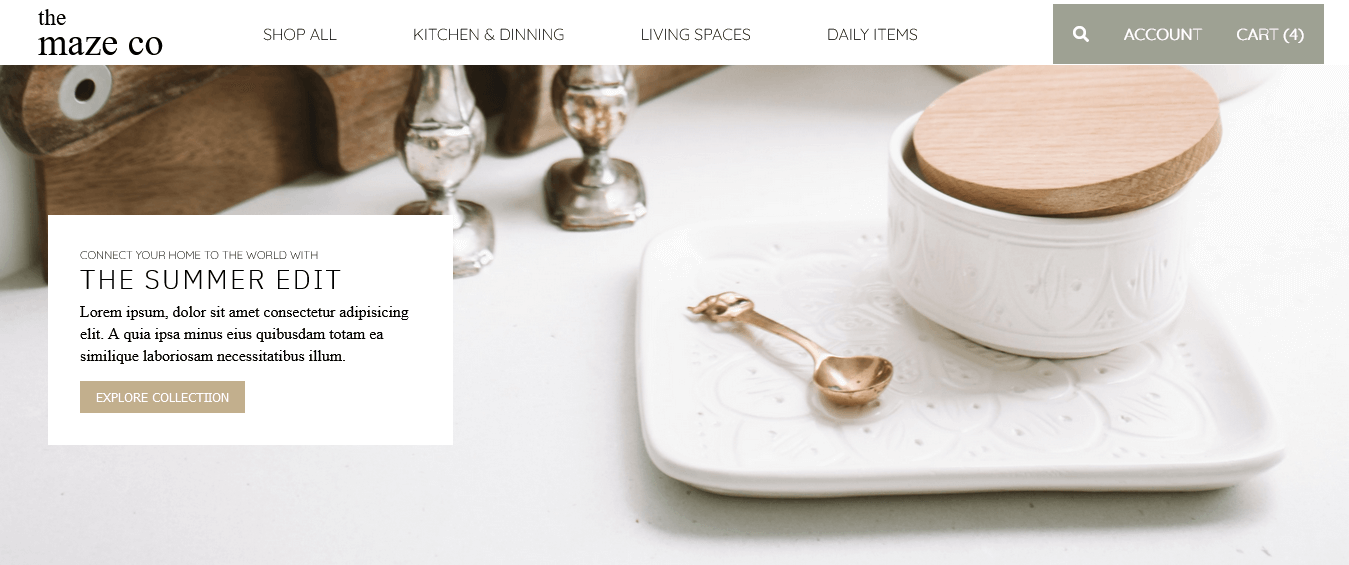 the
maze co
SHOP ALL
KITCHEN & DINNING
LIVING SPACES
DAILY ITEMS
ACCOUNT
CART (4)
CONNECT YOUR HOME TO THE WORLD WITH
THE SUMMER EDIT
Lorem ipsum, dolor sit amet consectetur adipisicing
elit. A quia ipsa minus eius quibusdam totam ea
similique laboriosam necessitatibus illum.
EXPLORE COLLECTIION